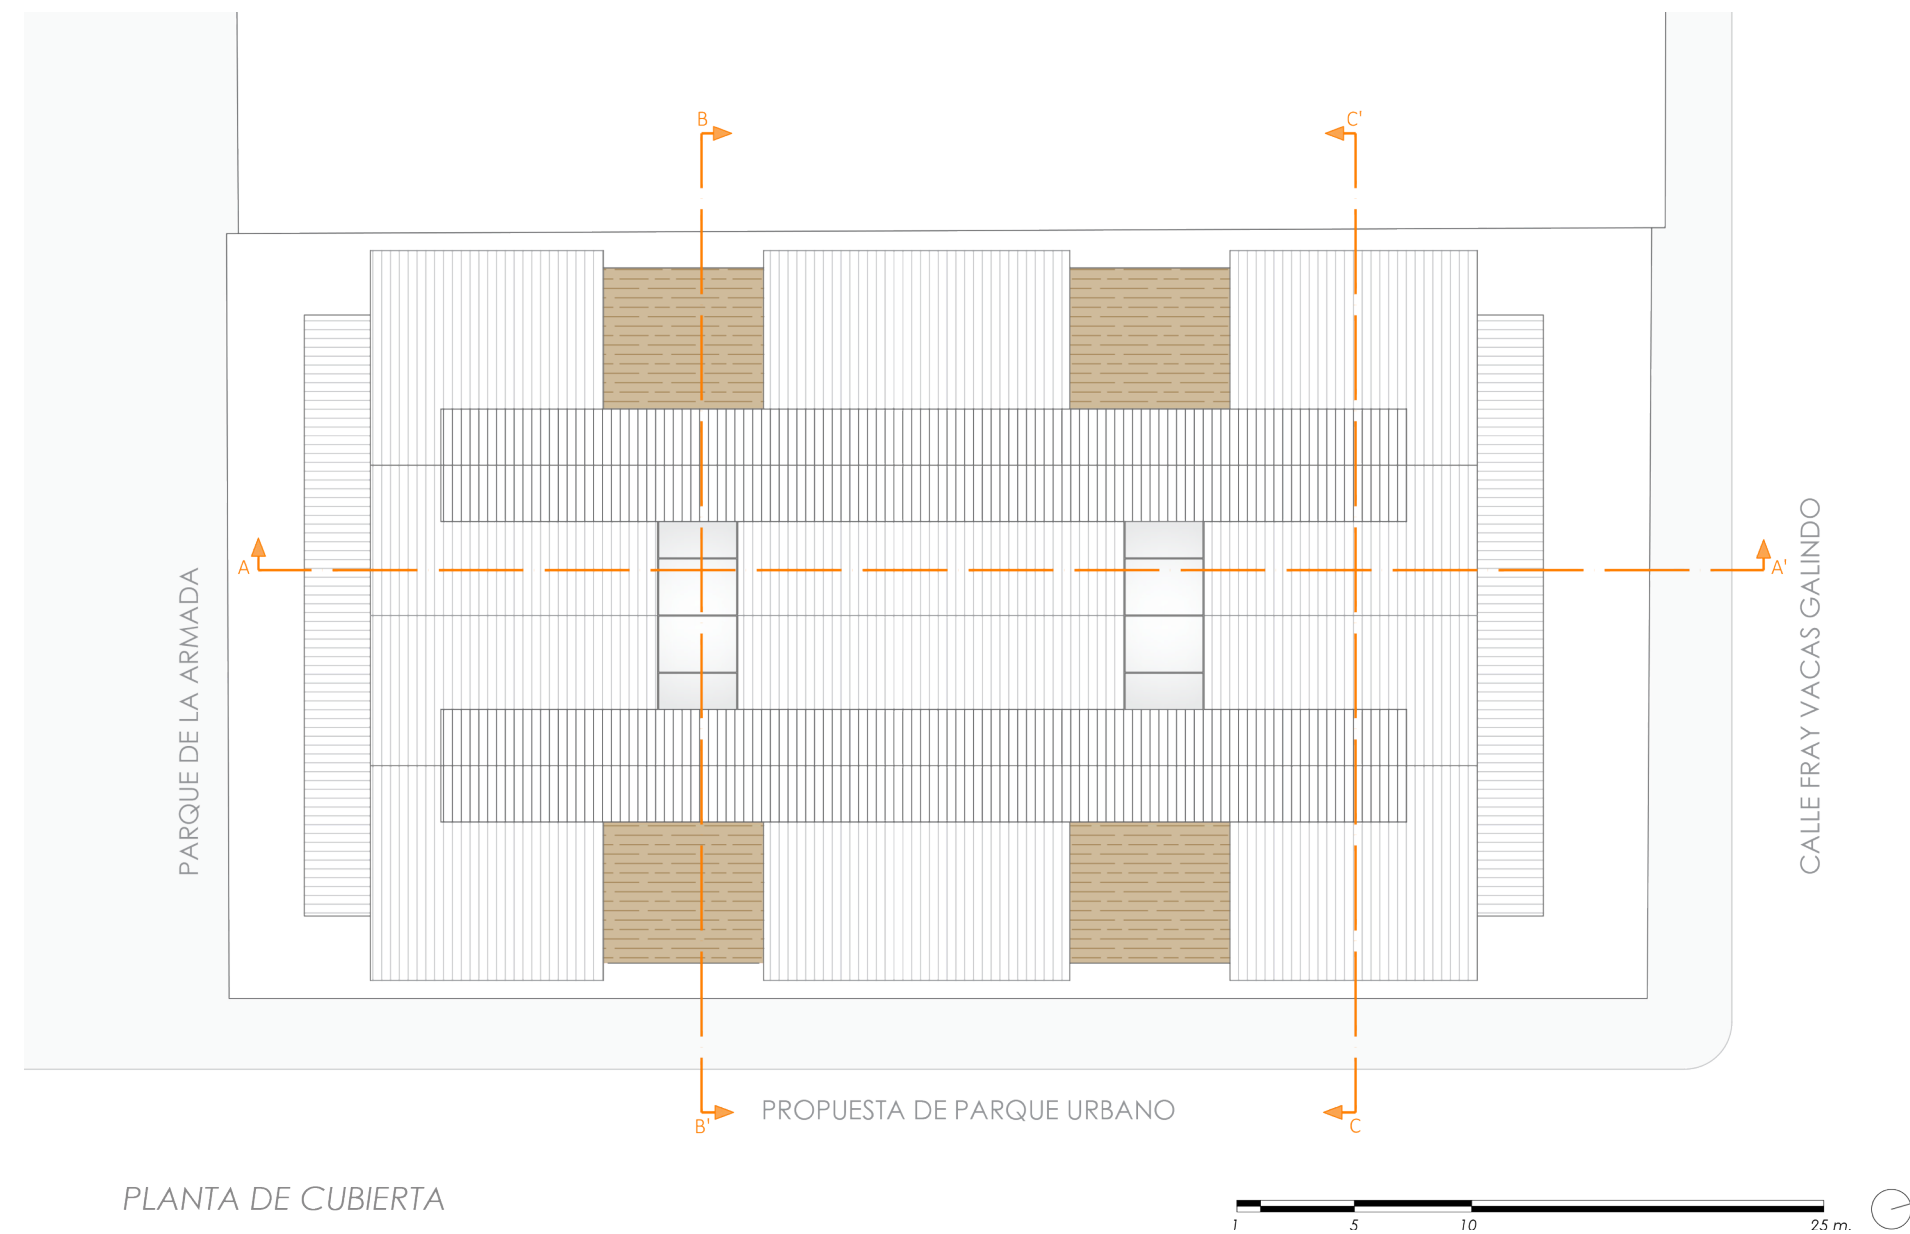 B
C'
A
A'
PARQUE DE LA ARMADA
CALLE FRAY VACAS GALINDO
B'
PROPUESTA DE PARQUE URBANO
C
PLANTA DE CUBIERTA
1 5 10 25 m.